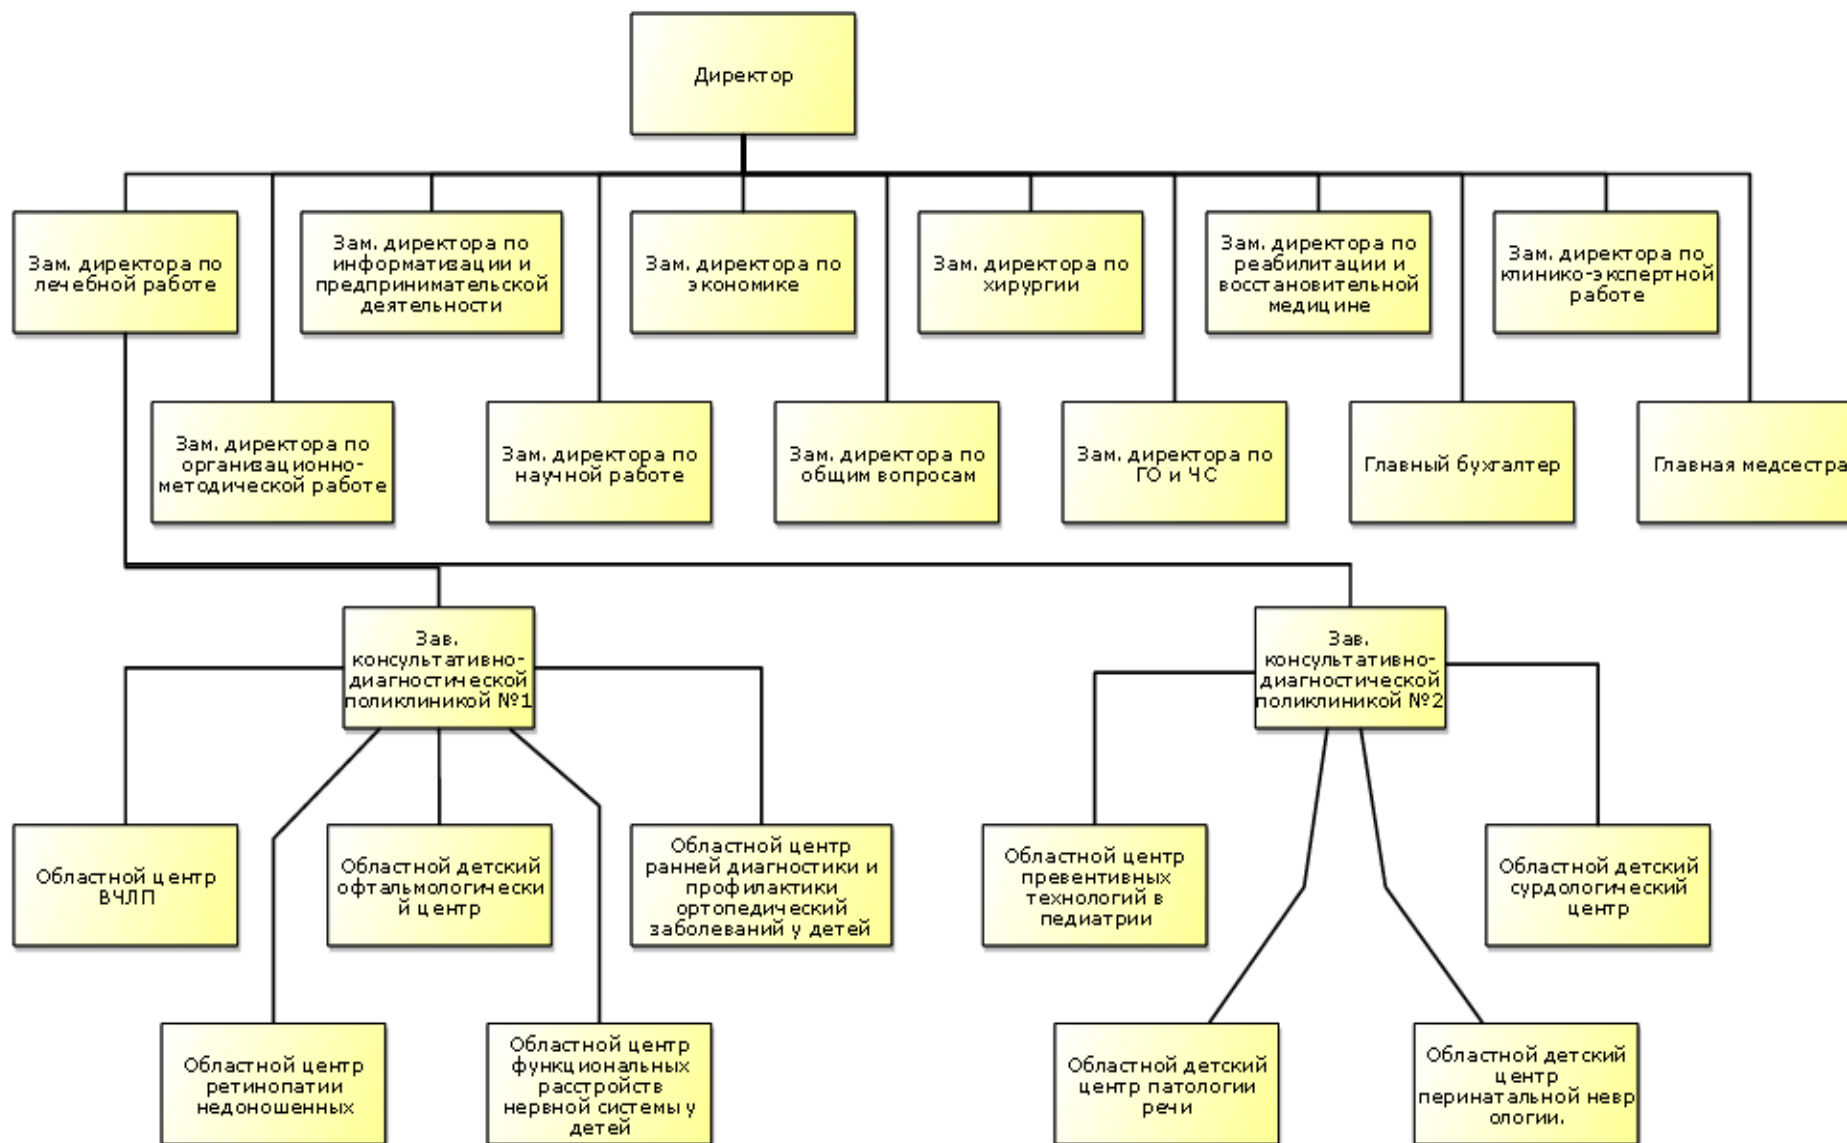 Директор
Зам. директора по
лечебной работе
Зам. директора по
информатизации и
предпринимательской
деятельности
Зам. директора по
экономике
Зам. директора по
хирургии
Зам. директора по
реабилитации и
восстановительной
медицине
Зам. директора по
клинико-экспертной
работе
Зам. директора по
организационно-
методической работе
Зам. директора по
научной работе
Зам. директора по
общим вопросам
Зам. директора по
ГО и ЧС
Главный бухгалтер
Главная медсестра
Зав.
консультативно-
диагностической
поликлиникой №1
Зав.
консультативно-
диагностической
поликлиникой №2
Областной центр
ВЧЛП
Областной детский
офтальмологически
й центр
Областной центр
ранней диагностики и
профилактики
ортопедический
заболеваний у детей
Областной центр
превентивных
технологий в
педиатрии
Областной детский
сурдологический
центр
Областной центр
ретинопатии
недоношенных
Областной центр
функциональных
расстройств
нервной системы у
детей
Областной детский
центр патологии
речи
Областной детский
центр
перинатальной невр
ологии.